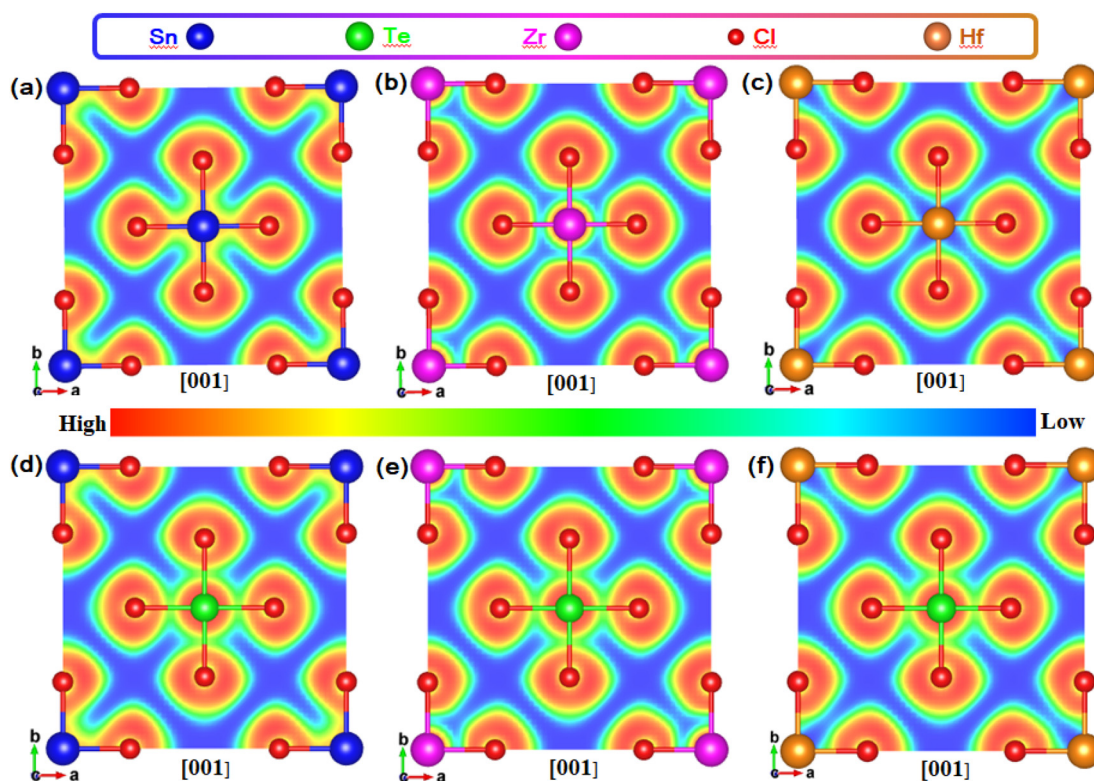 Sn Te Zr Cl Hf
(a) (b) (c)
b a [001] b a [001] b a [001]
High Low
(d) (e) (f)
b a [001] b a [001] b a [001]